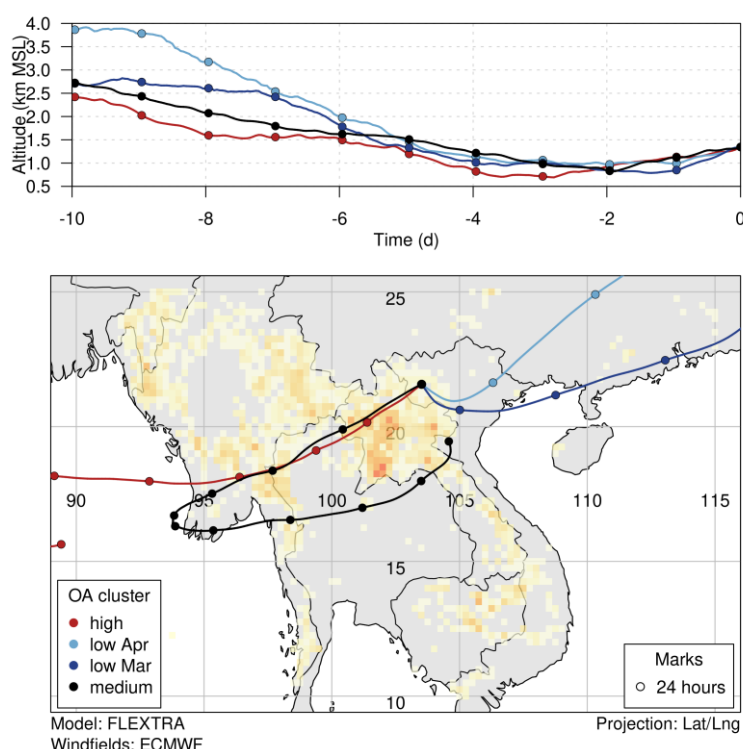 4.0
3.5
3.0
2.5
2.0
1.5
1.0
0.5
Altitude (km MSL)
-10 -8 -6 -4 -2 0
Time (d)
25
20
90 95 100 105 110 115
15
10
OA cluster
high
low Apr
low Mar
medium
Marks
24 hours
Model: FLEXTRA
Projection: Lat/Lng
Windfields: ECMWF